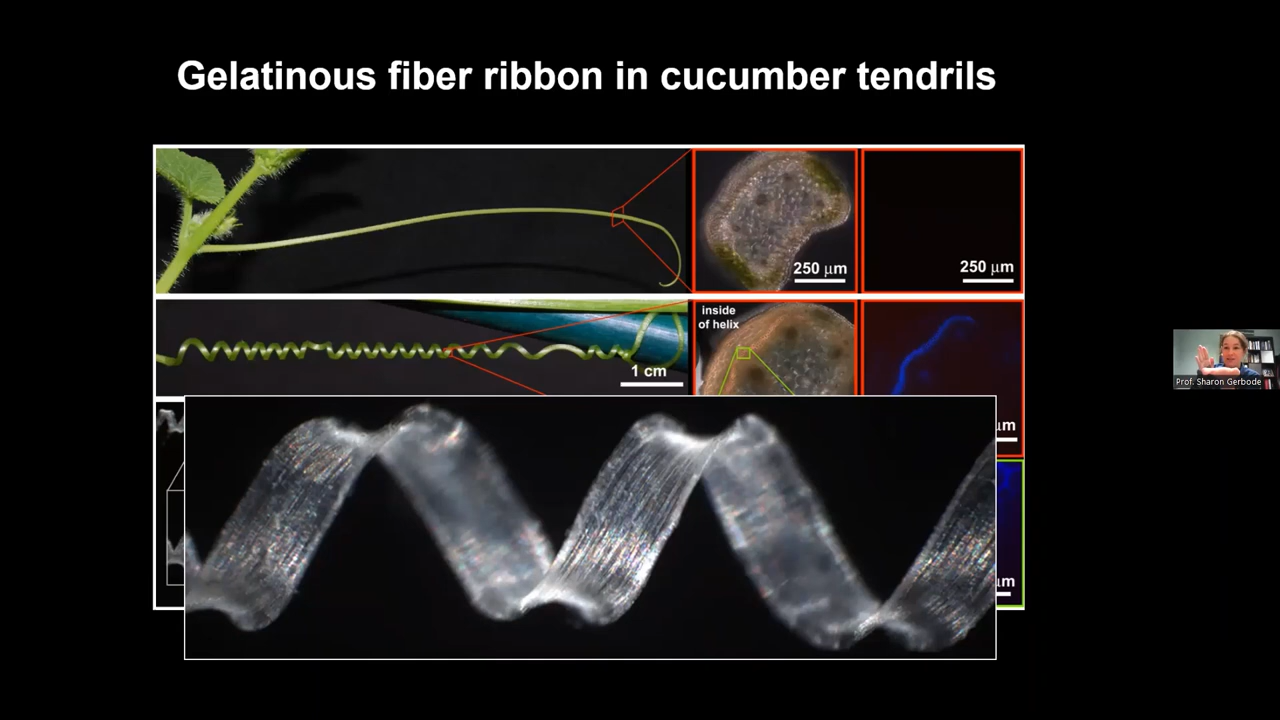 Gelatinous fiber ribbon in cucumber tendrils
250 μm
250 μm
inside
of helix
1 cm
μm
μm
Prof. Sharon Gerbode